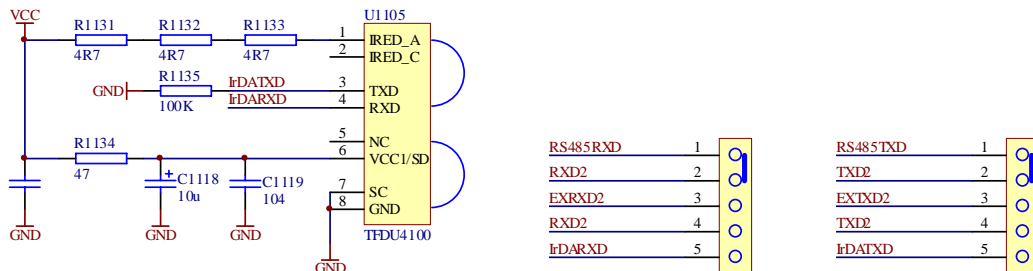 VCC
R1131
R1132
R1133
U1105
4R7
4R7
4R7
1
IRED_A
2
IRED_C
R1135
GND
100K
IrDATXD
3
TXD
IrDARXD
4
RXD
5
NC
R1134
47
6
VCC1/SD
C1118
10u
C1119
104
7
SC
8
GND
TFDU4100
GND
GND
GND
GND
RS485RXD
1
RXD2
2
EXRXD2
3
RXD2
4
IrDARXD
5
RS485TXD
1
TXD2
2
EXTXD2
3
TXD2
4
IrDATXD
5